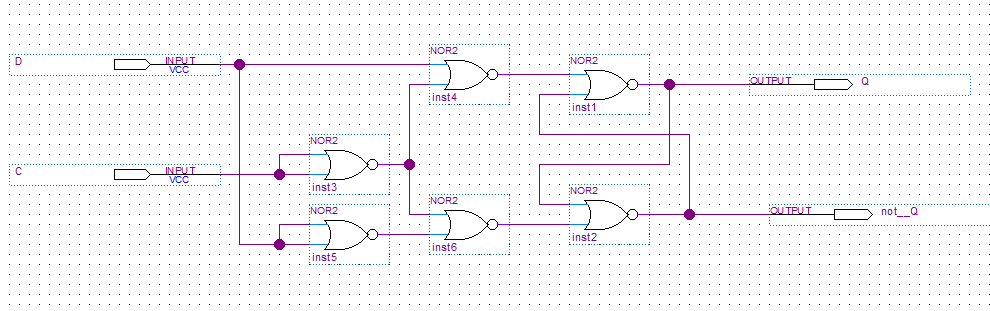 NOR2
D
INPUT
VCC
inst4
NOR2
inst1
OUTPUT
Q
NOR2
inst3
C
INPUT
VCC
NOR2
inst5
NOR2
inst6
NOR2
inst2
OUTPUT
not__Q